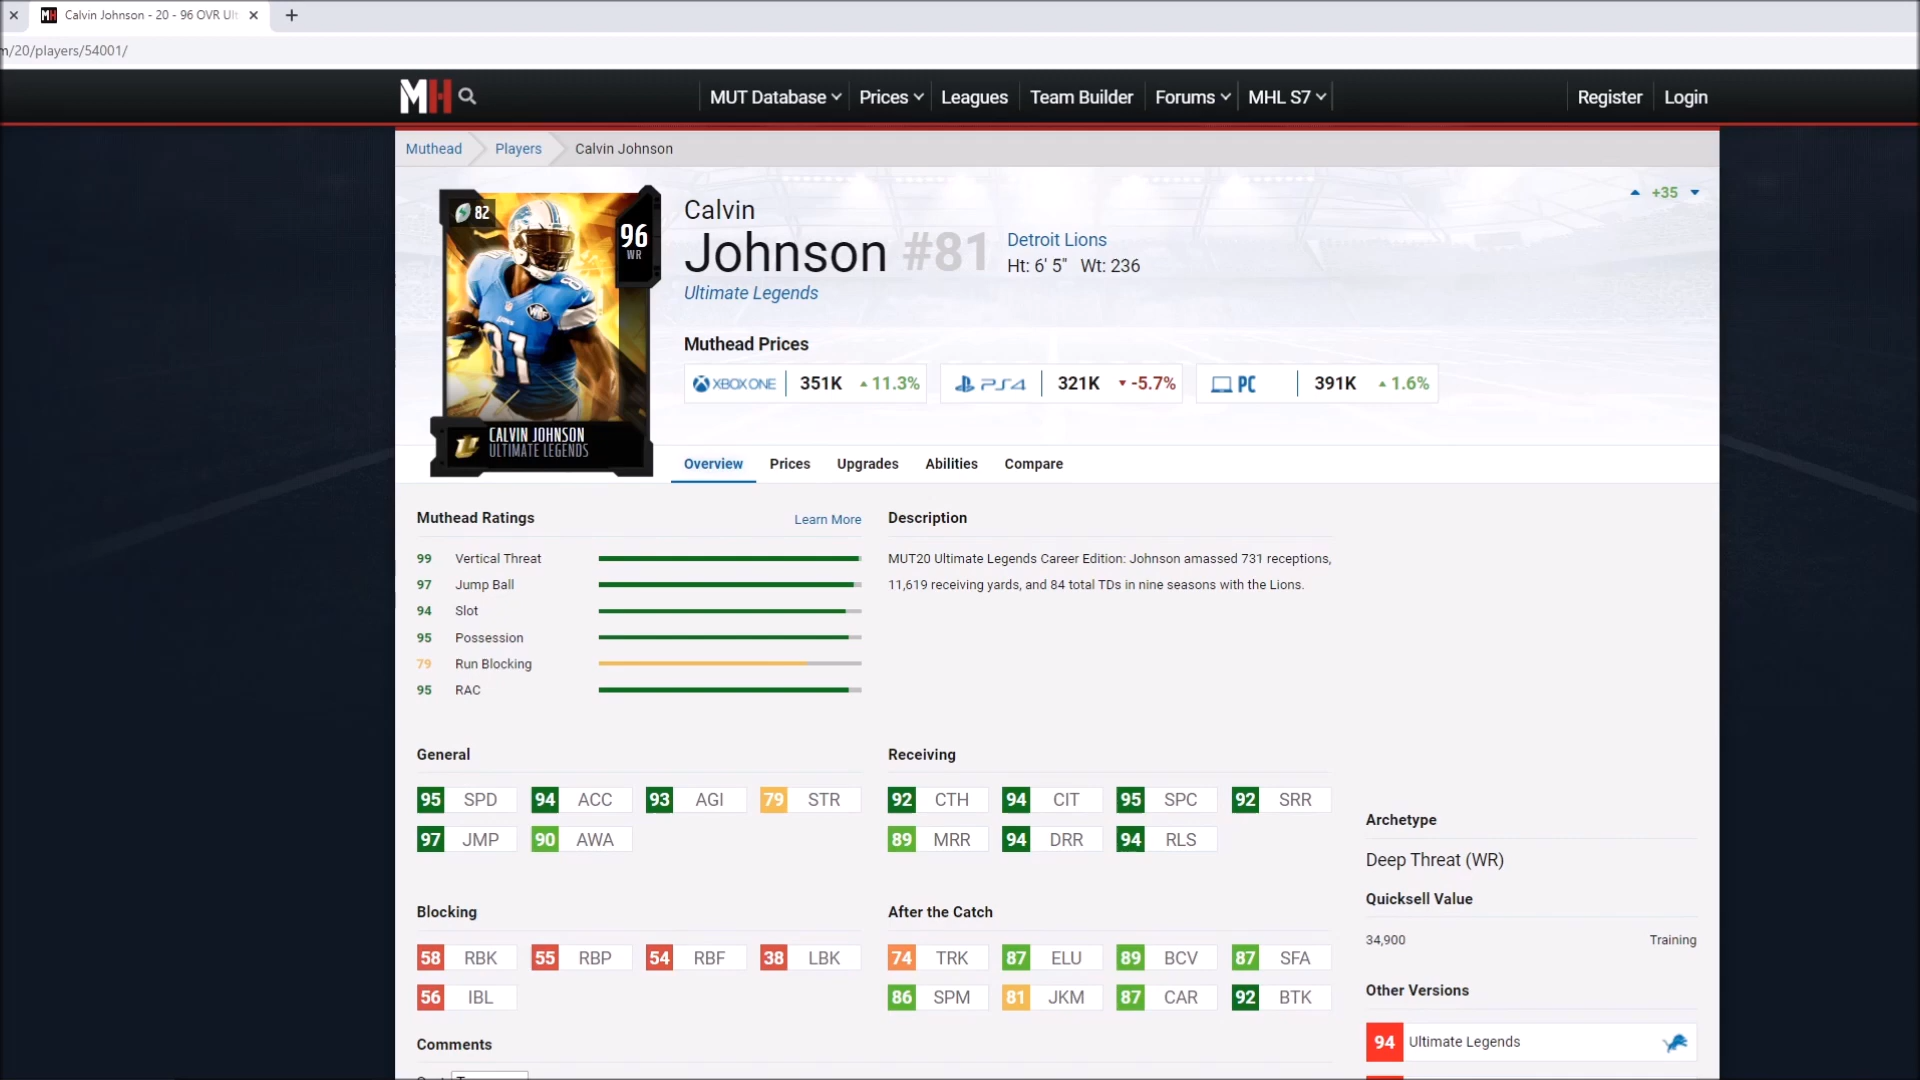 Calvin Johnson - 20 - 96 OVR Ult
/20/players/54001/
MH
MUT Database
Prices
Leagues
Team Builder
Forums
MHL S7
Register
Login
Muthead
Players
Calvin Johnson
+35
82
96
WR
81
CALVIN JOHNSON
ULTIMATE LEGENDS
Calvin
Johnson #81
Detroit Lions
Ht: 6' 5" Wt: 236
Ultimate Legends
Muthead Prices
XBOX ONE 351K 11.3%
PS4 321K -5.7%
PC 391K 1.6%
Overview
Prices
Upgrades
Abilities
Compare
Muthead Ratings
Learn More
99 Vertical Threat
97 Jump Ball
94 Slot
95 Possession
79 Run Blocking
95 RAC
Description
MUT20 Ultimate Legends Career Edition: Johnson amassed 731 receptions,
11,619 receiving yards, and 84 total TDs in nine seasons with the Lions.
General
95 SPD 94 ACC 93 AGI 79 STR
97 JMP 90 AWA
Receiving
92 CTH 94 CIT 95 SPC 92 SRR
89 MRR 94 DRR 94 RLS
Blocking
58 RBK 55 RBP 54 RBF 38 LBK
56 IBL
After the Catch
74 TRK 87 ELU 89 BCV 87 SFA
86 SPM 81 JKM 87 CAR 92 BTK
Archetype
Deep Threat (WR)
Quicksell Value
34,900 Training
Other Versions
94 Ultimate Legends
Comments